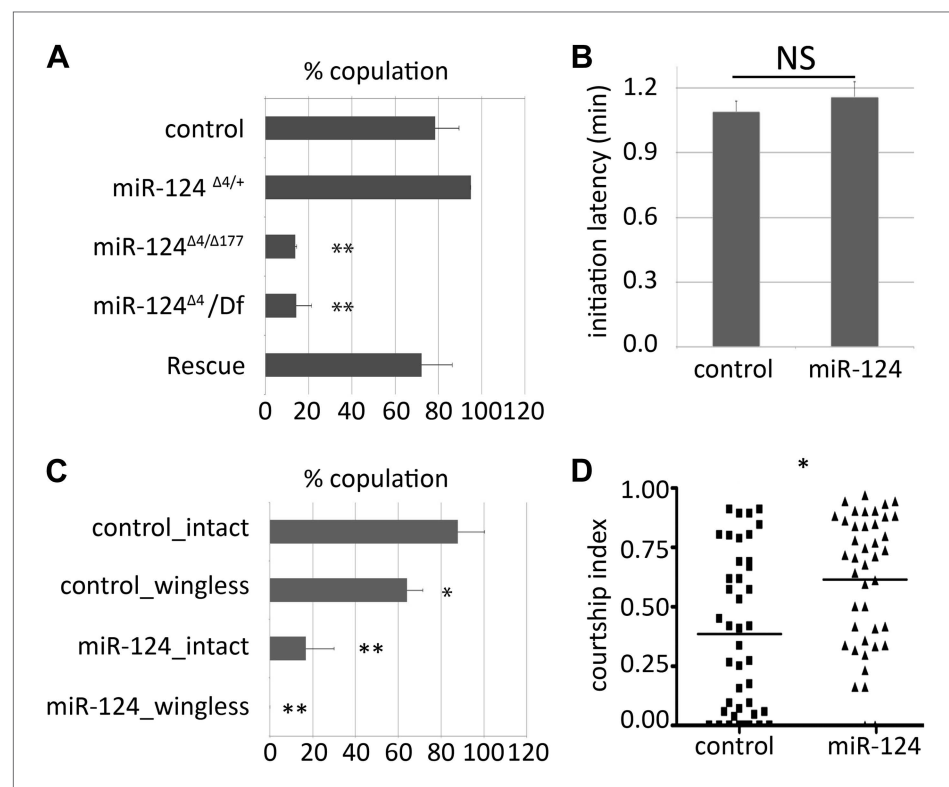 A
% copulation
control
miR-124 Δ4/+
miR-124Δ4/Δ177
**
miR-124Δ4/Df
**
Rescue
0 20 40 60 80 100 120
B
NS
initiation latency (min)
1.2
0.9
0.6
0.3
0.0
control miR-124
C
% copulation
control_intact
control_wingless
*
miR-124_intact
**
miR-124_wingless
**
0 20 40 60 80 100 120
D
*
courtship index
1.00
0.75
0.50
0.25
0.00
control miR-124